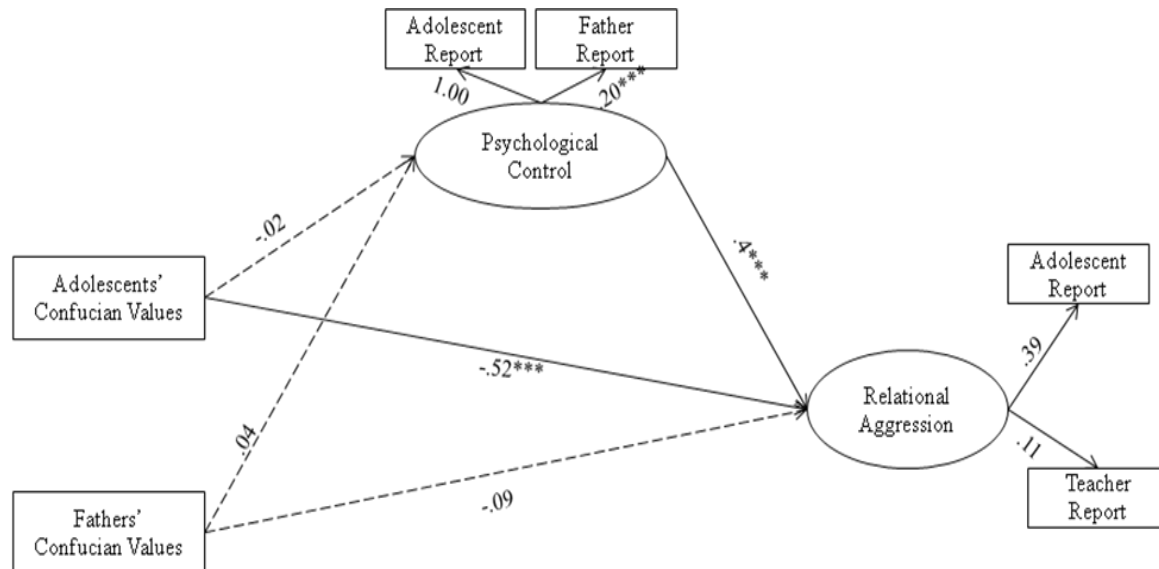 Adolescent
Report
Father
Report
1.00
.20***
Psychological
Control
-.02
.4***
Adolescents’
Confucian Values
Adolescent
Report
-.52***
.39
Relational
Aggression
.04
.11
-.09
Teacher
Report
Fathers’
Confucian Values